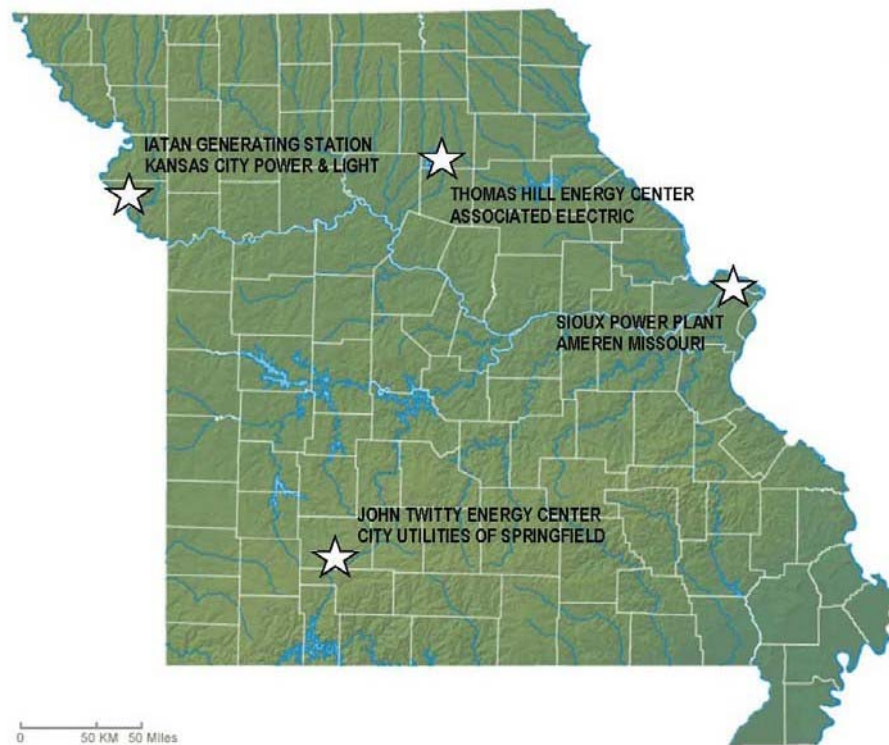 IATAN GENERATING STATION
KANSAS CITY POWER & LIGHT
THOMAS HILL ENERGY CENTER
ASSOCIATED ELECTRIC
SIOUX POWER PLANT
AMEREN MISSOURI
JOHN TWITTY ENERGY CENTER
CITY UTILITIES OF SPRINGFIELD
0 50 KM 50 Miles